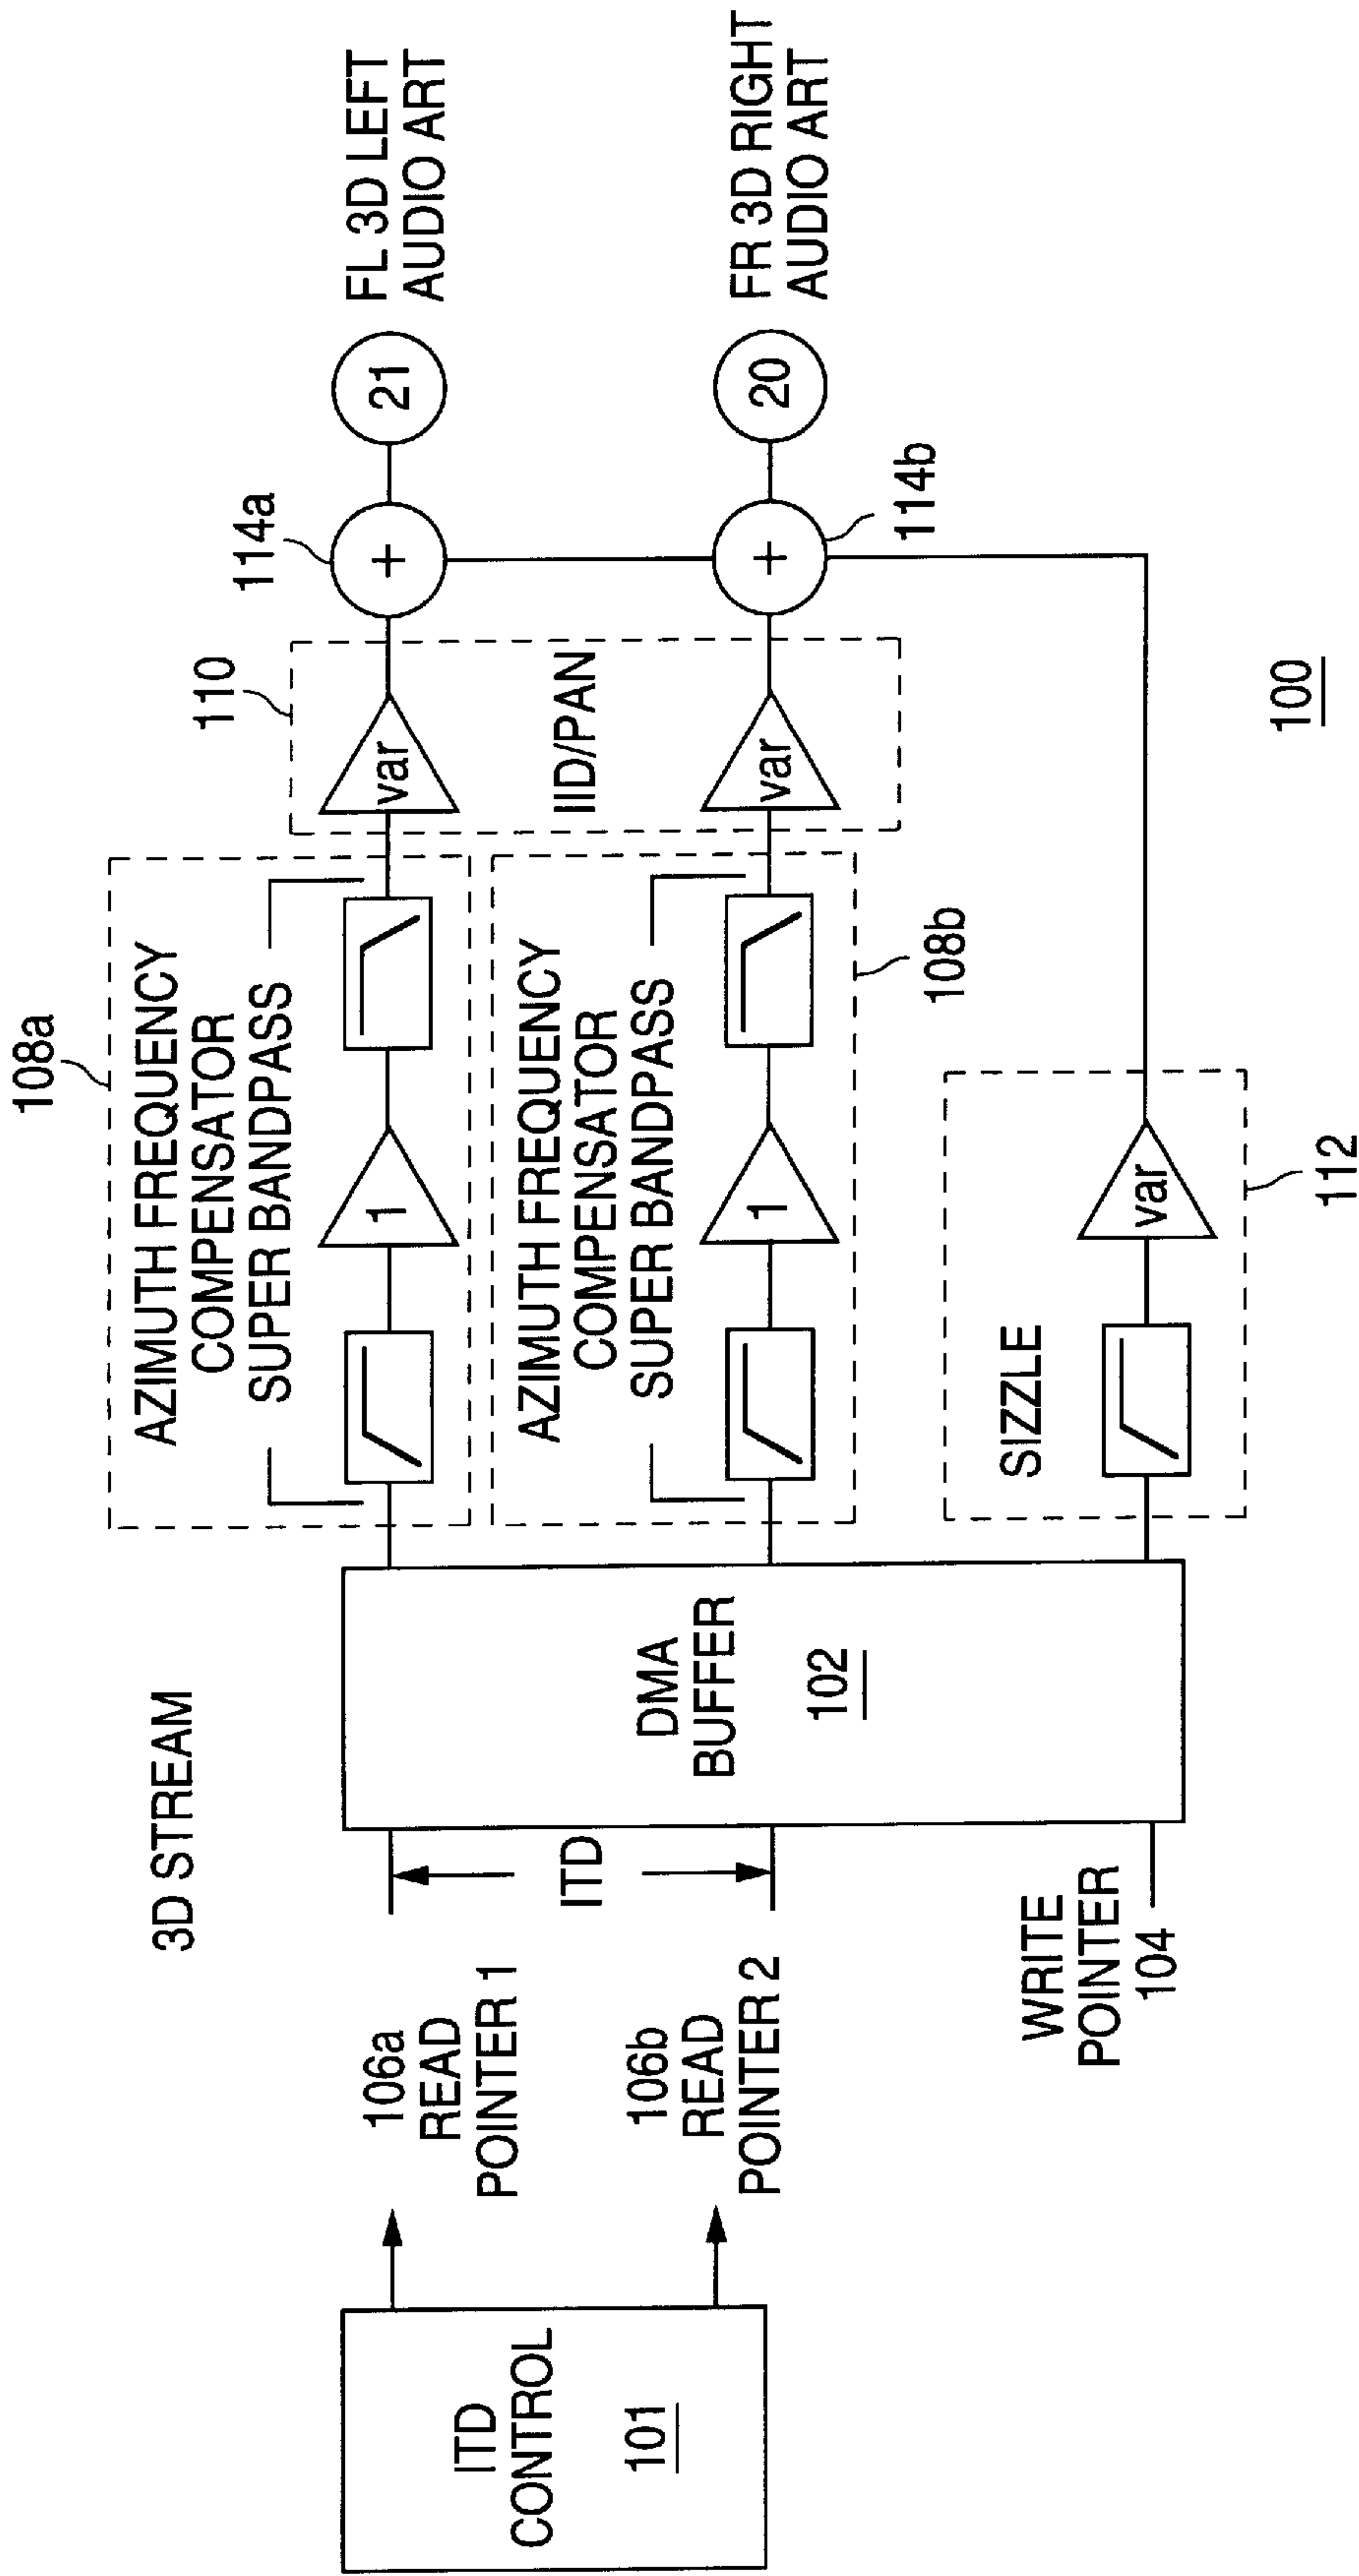 3D STREAM
ITD
CONTROL
101
106a
READ
POINTER 1
106b
READ
POINTER 2
ITD
WRITE
POINTER
104
DMA
BUFFER
102
108a
AZIMUTH FREQUENCY
COMPENSATOR
SUPER BANDPASS
1
AZIMUTH FREQUENCY
COMPENSATOR
SUPER BANDPASS
1
108b
SIZZLE
var
112
110
var
IID/PAN
var
114a
+
+
114b
21
FL 3D LEFT
AUDIO ART
20
FR 3D RIGHT
AUDIO ART
100